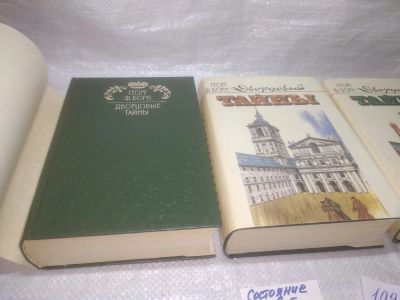 ГЕОРГ
Ф.БОРН
ДВОРЦОВЫЕ
ТАЙНЫ
ГЕОРГ
Ф.БОРН
Дворцовые
ТАЙНЫ
ГЕОРГ
Ф.БОРН
Состояние